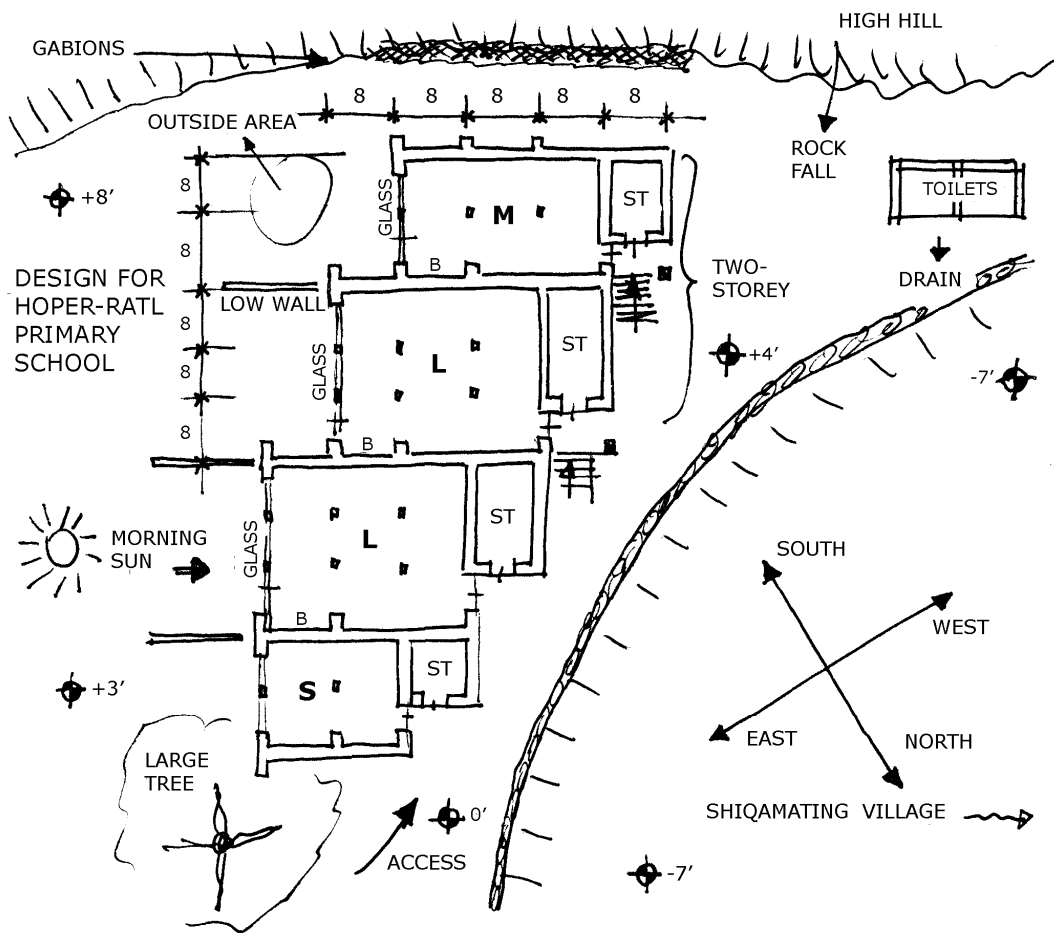 HIGH HILL
GABIONS
8 8 8 8 8
OUTSIDE AREA
ROCK
FALL
TOILETS
8
+8'
GLASS
M
ST
DRAIN
DESIGN FOR
HOPER-RATL
PRIMARY
SCHOOL
8
B
TWO-
STOREY
LOW WALL
8
GLASS
L
ST
+4'
-7'
8
8
B
MORNING
SUN
GLASS
L
ST
SOUTH
WEST
B
+3'
S
ST
EAST
NORTH
LARGE
TREE
0'
ACCESS
SHIQAMATING VILLAGE
-7'